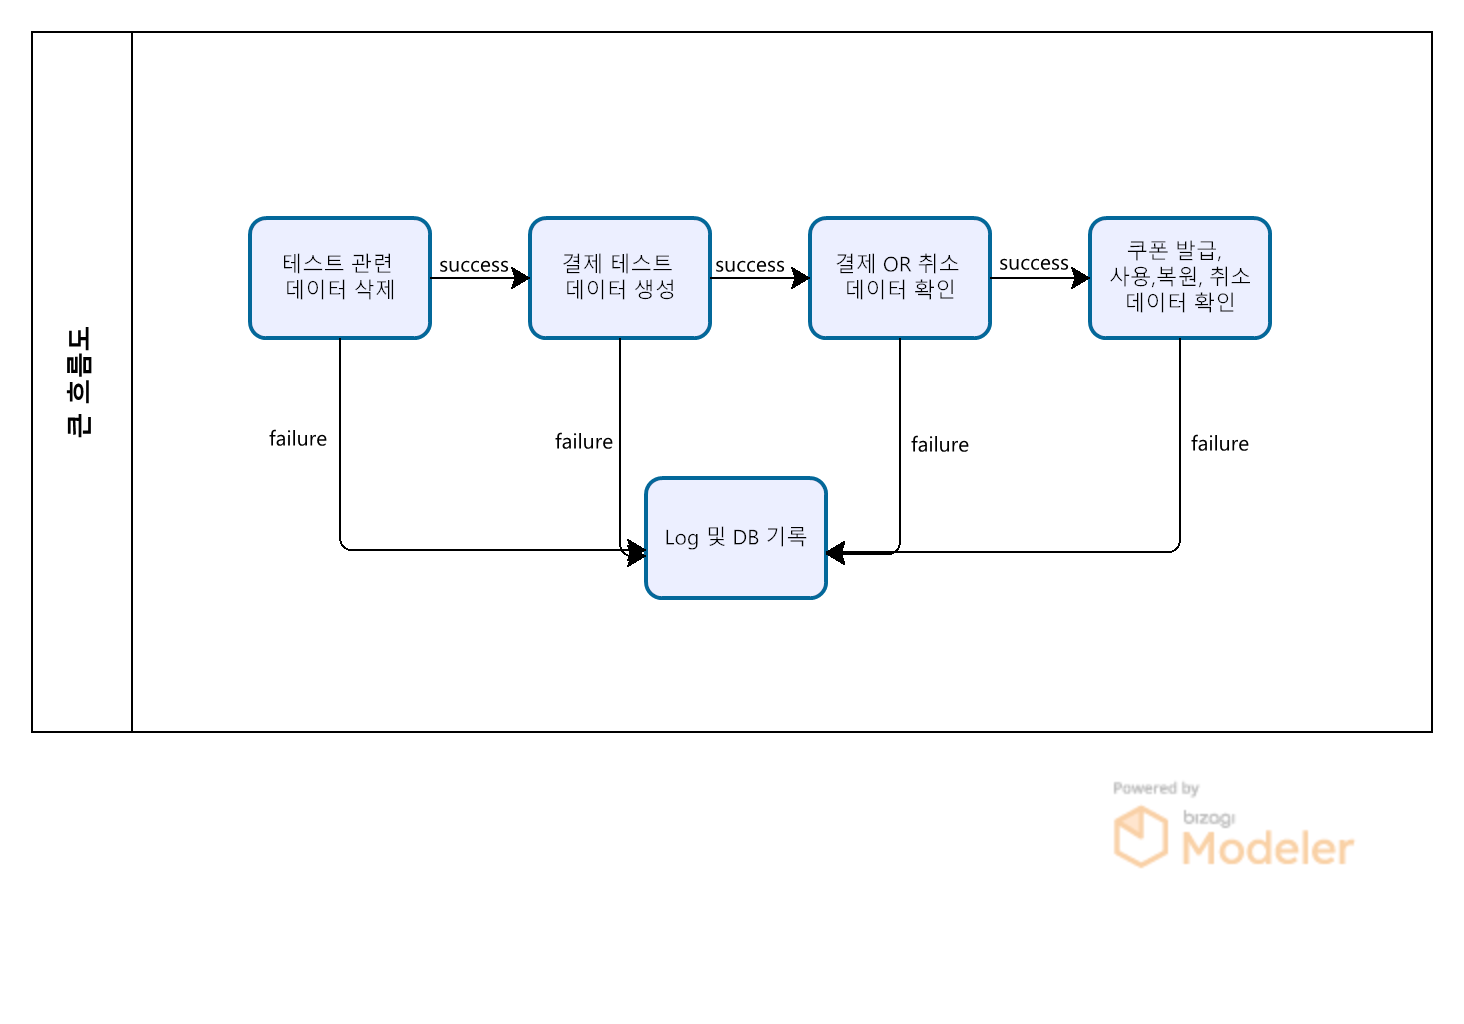 큰 흐름도
테스트 관련
데이터 삭제
success
결제 테스트
데이터 생성
success
결제 OR 취소
데이터 확인
success
쿠폰 발급,
사용,복원, 취소
데이터 확인
failure
failure
failure
failure
Log 및 DB 기록
Powered by
bizagi
Modeler